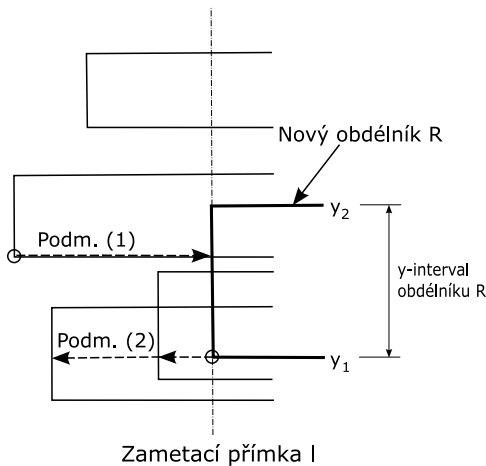 Nový obdélník R
y₂
Podm. (1)
y-interval
obdélníku R
Podm. (2)
y₁
Zametací přímka l